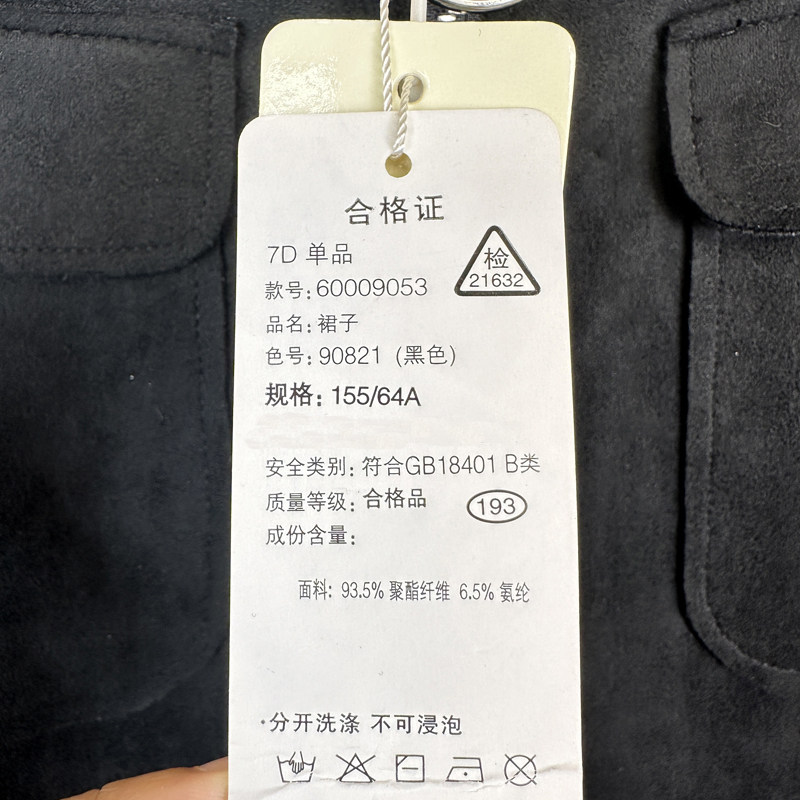 合格证
7D 单品
检
21632
款号: 60009053
品名: 裙子
色号: 90821 (黑色)
规格: 155/64A
安全类别: 符合GB18401 B类
质量等级: 合格品
193
成份含量:
面料: 93.5% 聚酯纤维 6.5% 氨纶
·分开洗涤 不可浸泡